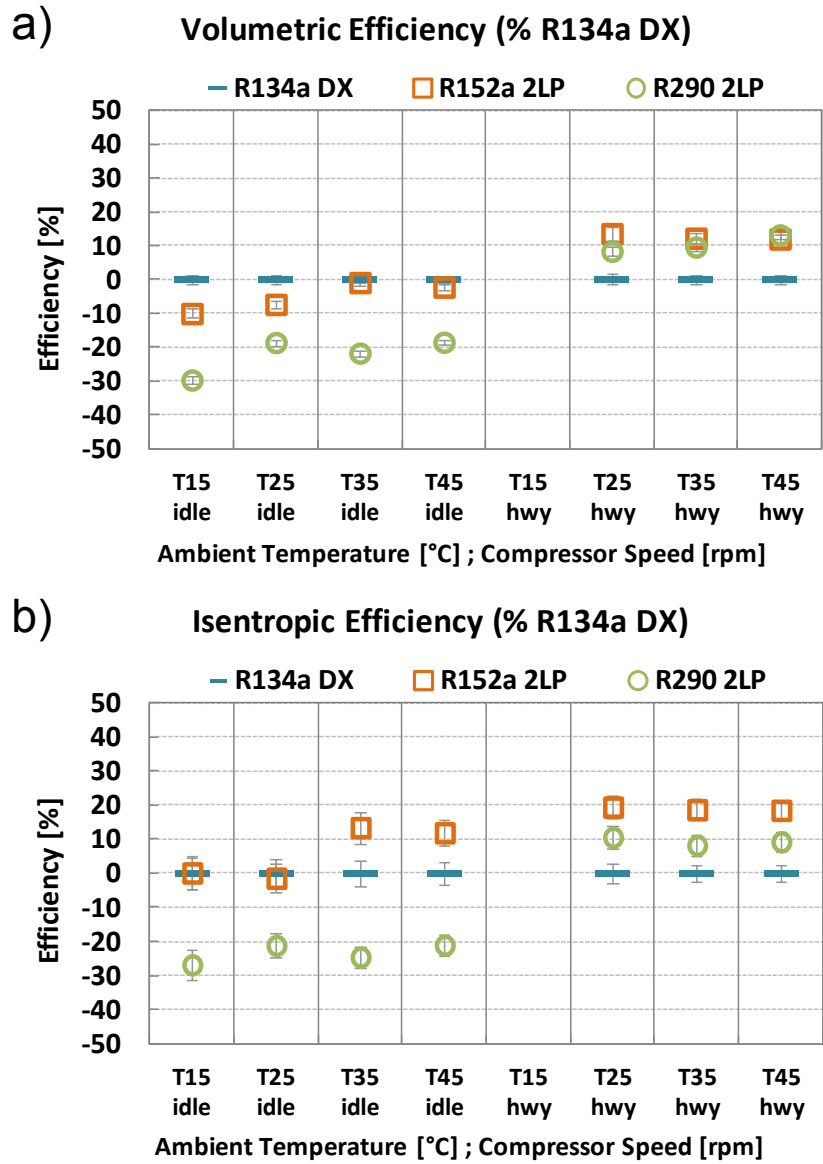 a)
Volumetric Efficiency (% R134a DX)
R134a DX R152a 2LP R290 2LP
Efficiency [%]
50
40
30
20
10
0
-10
-20
-30
-40
-50
T15 T25 T35 T45 T15 T25 T35 T45
idle idle idle idle hwy hwy hwy hwy
Ambient Temperature [°C] ; Compressor Speed [rpm]
b)
Isentropic Efficiency (% R134a DX)
R134a DX R152a 2LP R290 2LP
Efficiency [%]
50
40
30
20
10
0
-10
-20
-30
-40
-50
T15 T25 T35 T45 T15 T25 T35 T45
idle idle idle idle hwy hwy hwy hwy
Ambient Temperature [°C] ; Compressor Speed [rpm]